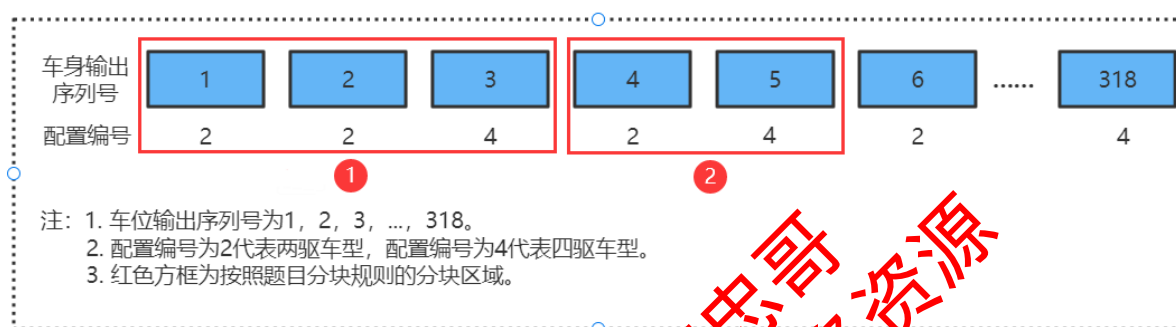 车身输出
序列号
1 2 3 4 5 6 …… 318
配置编号 2 2 4 2 4 2 4
1 2
注：1. 车位输出序列号为1，2，3，...，318。
2. 配置编号为2代表两驱车型，配置编号为4代表四驱车型。
3. 红色方框为按照题目分块规则的分块区域。
忠哥
资源